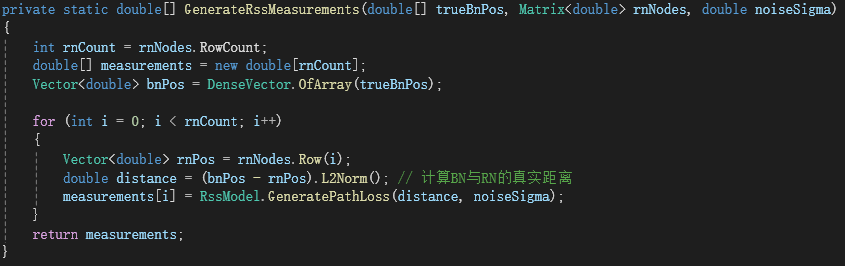 private static double[] GenerateRssMeasurements(double[] trueBnPos, Matrix<double> rnNodes, double noiseSigma)
{
int rnCount = rnNodes.RowCount;
double[] measurements = new double[rnCount];
Vector<double> bnPos = DenseVector.OfArray(trueBnPos);
for (int i = 0; i < rnCount; i++)
{
Vector<double> rnPos = rnNodes.Row(i);
double distance = (bnPos - rnPos).L2Norm(); // 计算BN与RN的真实距离
measurements[i] = RssModel.GeneratePathLoss(distance, noiseSigma);
}
return measurements;
}